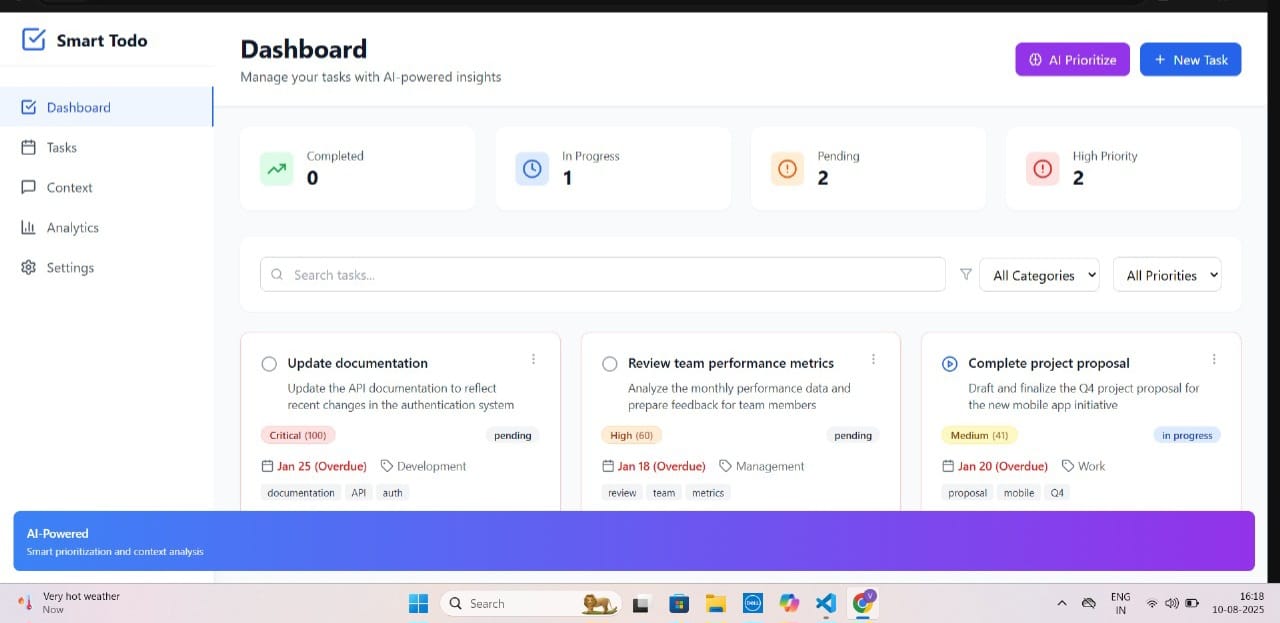 Smart Todo
Dashboard
Tasks
Context
Analytics
Settings
Dashboard
Manage your tasks with AI-powered insights
AI Prioritize
+ New Task
Completed
0
In Progress
1
Pending
2
High Priority
2
Search tasks...
All Categories
All Priorities
Update documentation
Update the API documentation to reflect
recent changes in the authentication system
Critical (100)
pending
Jan 25 (Overdue)
Development
documentation
API
auth
Review team performance metrics
Analyze the monthly performance data and
prepare feedback for team members
High (60)
pending
Jan 18 (Overdue)
Management
review
team
metrics
Complete project proposal
Draft and finalize the Q4 project proposal for
the new mobile app initiative
Medium (41)
in progress
Jan 20 (Overdue)
Work
proposal
mobile
Q4
AI-Powered
Smart prioritization and context analysis
Very hot weather
Now
Search
DELL
V
ENG
IN
16:18
10-08-2025